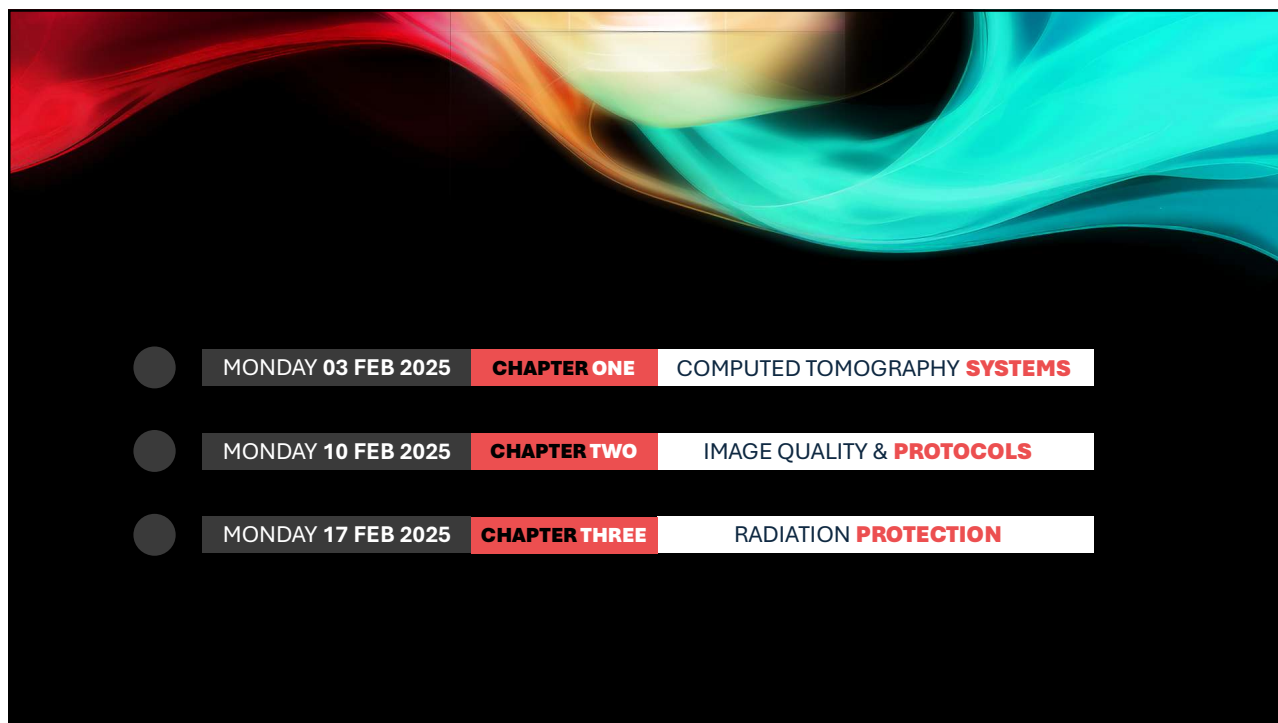 MONDAY 03 FEB 2025 CHAPTER ONE COMPUTED TOMOGRAPHY SYSTEMS
MONDAY 10 FEB 2025 CHAPTER TWO IMAGE QUALITY & PROTOCOLS
MONDAY 17 FEB 2025 CHAPTER THREE RADIATION PROTECTION